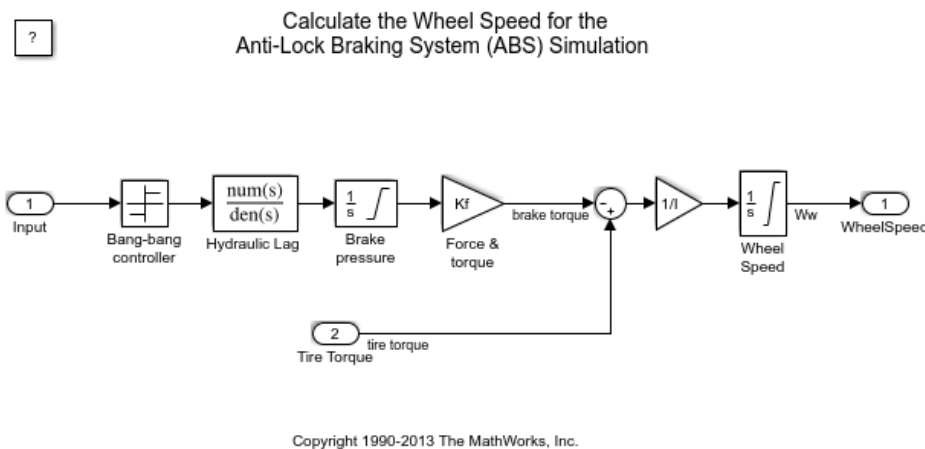 ?
Calculate the Wheel Speed for the
Anti-Lock Braking System (ABS) Simulation
1
Input
Bang-bang
controller
num(s)
den(s)
Hydraulic Lag
1
s
Brake
pressure
Kf
Force &
torque
brake torque
-
+
1/I
1
s
Wheel
Speed
Ww
1
WheelSpeed
2
Tire Torque
tire torque
Copyright 1990-2013 The MathWorks, Inc.